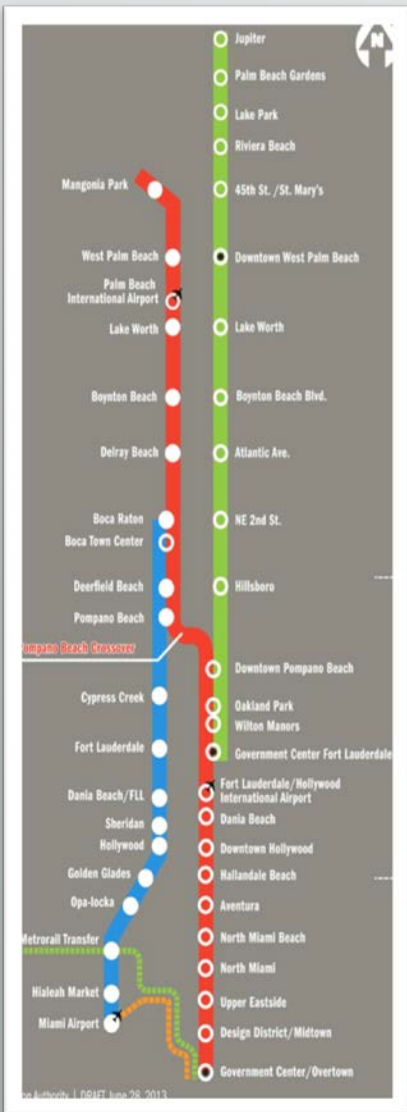 N
Jupiter
Palm Beach Gardens
Lake Park
Riviera Beach
Mangonia Park
45th St. /St. Mary's
West Palm Beach
Downtown West Palm Beach
Palm Beach
International Airport
Lake Worth
Lake Worth
Boynton Beach
Boynton Beach Blvd.
Delray Beach
Atlantic Ave.
Boca Raton
NE 2nd St.
Boca Town Center
Deerfield Beach
Hillsboro
Pompano Beach
Pompano Beach Crossover
Downtown Pompano Beach
Cypress Creek
Oakland Park
Wilton Manors
Fort Lauderdale
Government Center Fort Lauderdale
Fort Lauderdale/Hollywood
International Airport
Dania Beach/FLL
Dania Beach
Sheridan
Hollywood
Downtown Hollywood
Golden Glades
Hallandale Beach
Opa-locka
Aventura
Metrorail Transfer
North Miami Beach
North Miami
Hialeah Market
Upper Eastside
Miami Airport
Design District/Midtown
Government Center/Overtown
on Authority | DRAFT June 28, 2013